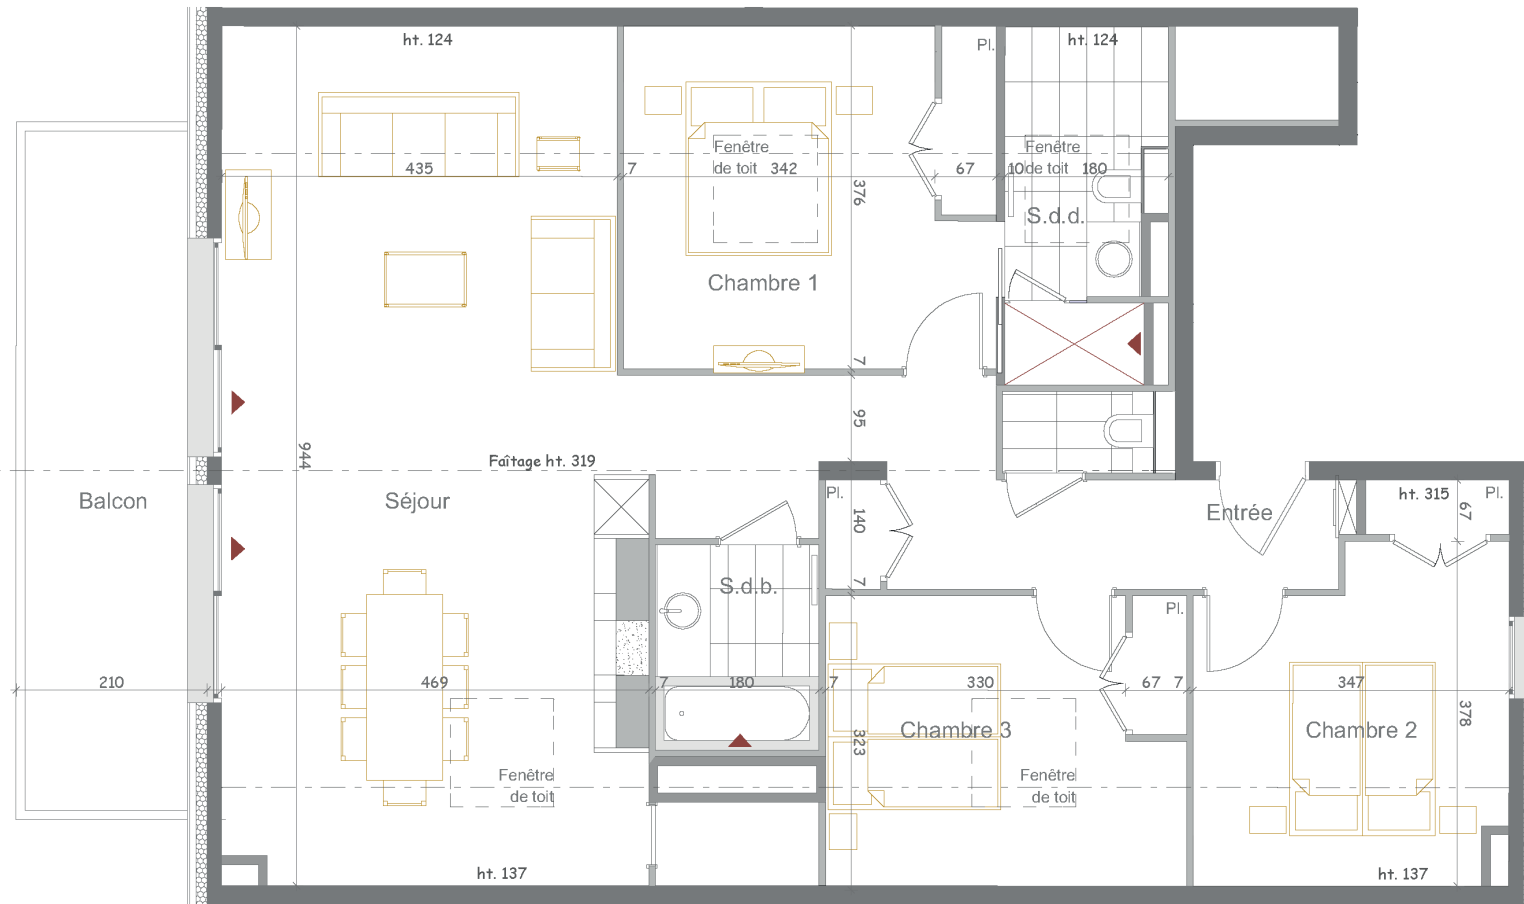 ht. 124
Pl.
ht. 124
Fenêtre
de toit
Fenêtre
de toit
435
7
342
67
10
180
376
S.d.d.
Chambre 1
7
95
944
Faîtage ht. 319
Balcon
Séjour
Pl.
140
7
Entrée
ht. 315
Pl.
67
S.d.b.
Pl.
210
469
7
180
7
330
67
7
347
378
323
Chambre 3
Chambre 2
Fenêtre
de toit
Fenêtre
de toit
ht. 137
ht. 137